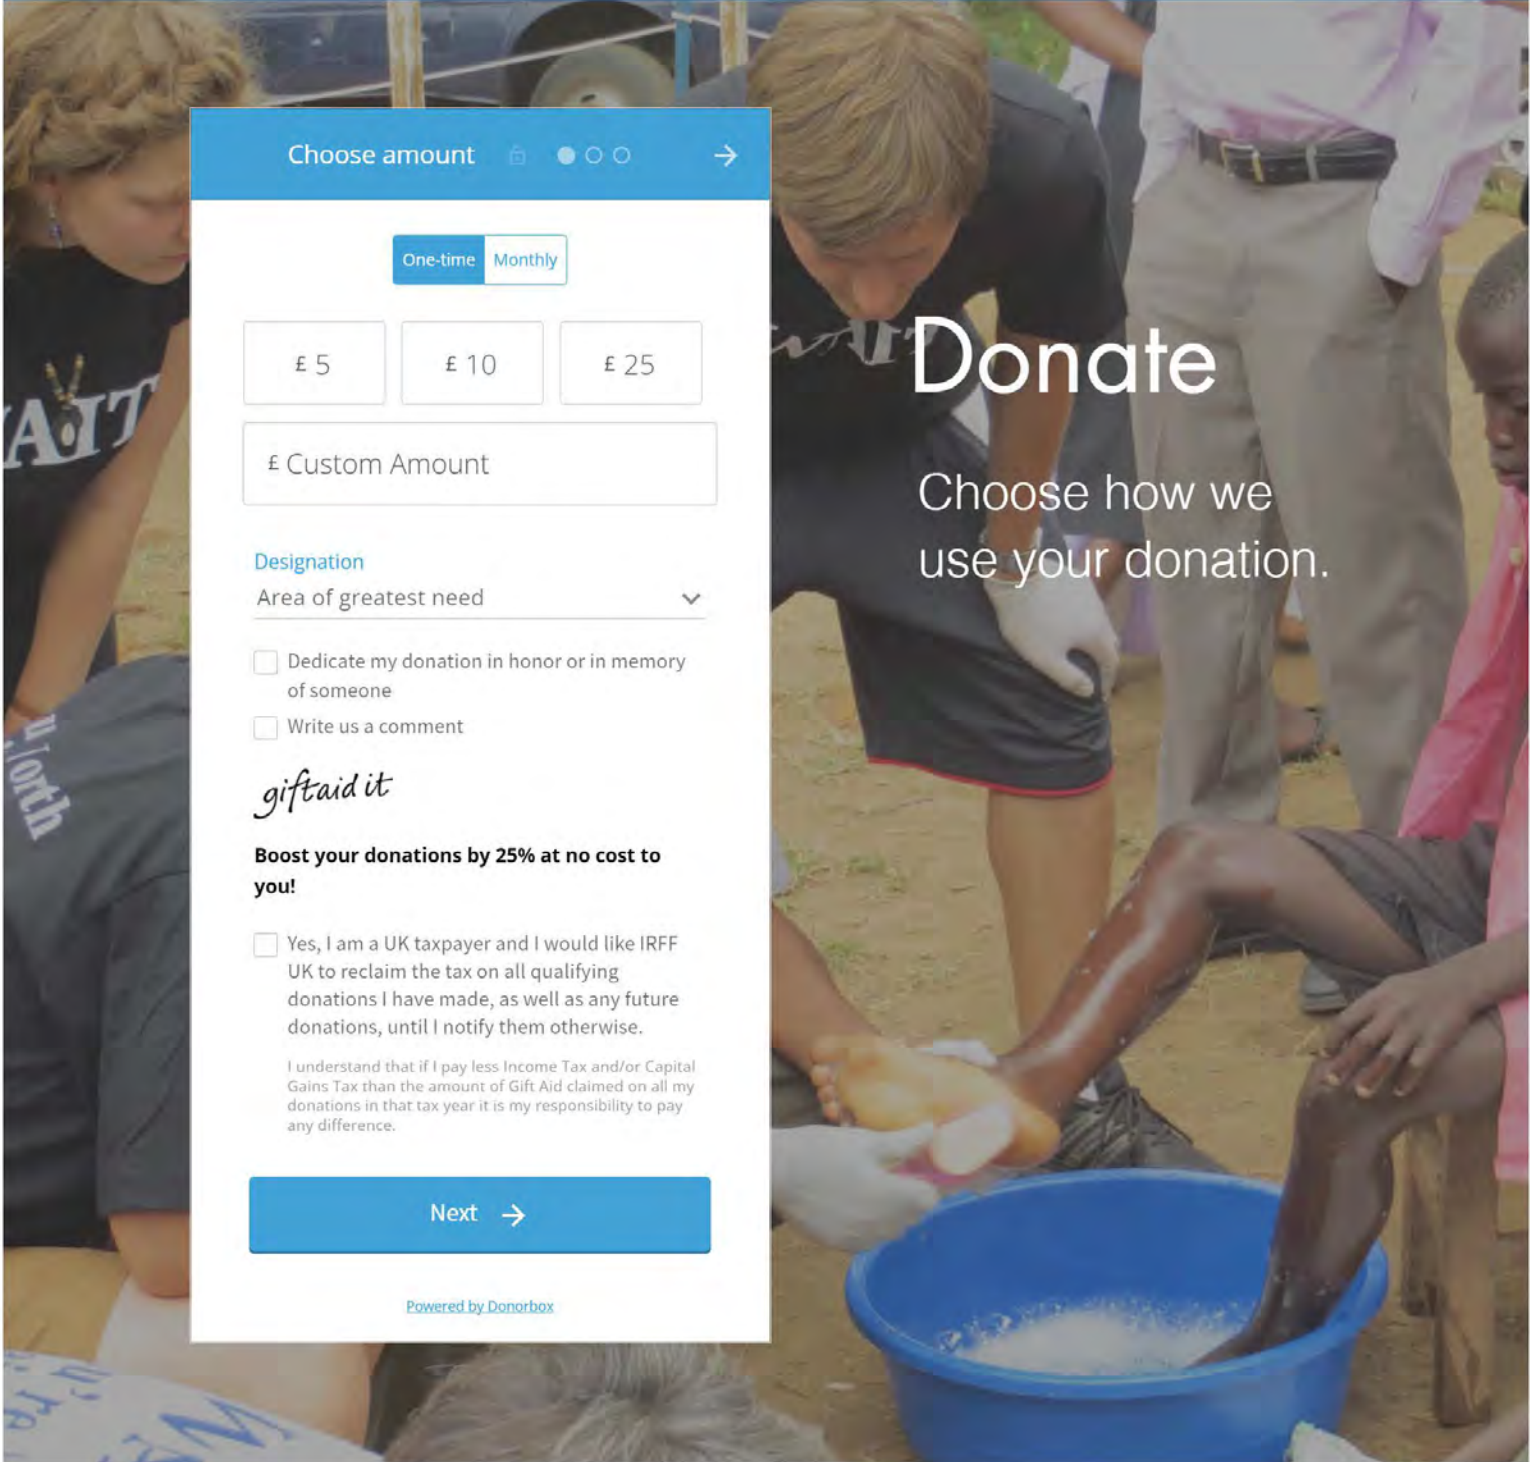 Choose amount
One-time Monthly
£ 5 £ 10 £ 25
£ Custom Amount
Designation
Area of greatest need
Dedicate my donation in honor or in memory
of someone
Write us a comment
giftaid it
Boost your donations by 25% at no cost to
you!
Yes, I am a UK taxpayer and I would like IRFF
UK to reclaim the tax on all qualifying
donations I have made, as well as any future
donations, until I notify them otherwise.
I understand that if I pay less Income Tax and/or Capital
Gains Tax than the amount of Gift Aid claimed on all my
donations in that tax year it is my responsibility to pay
any difference.
Next
Powered by Donorbox
Donate
Choose how we
use your donation.